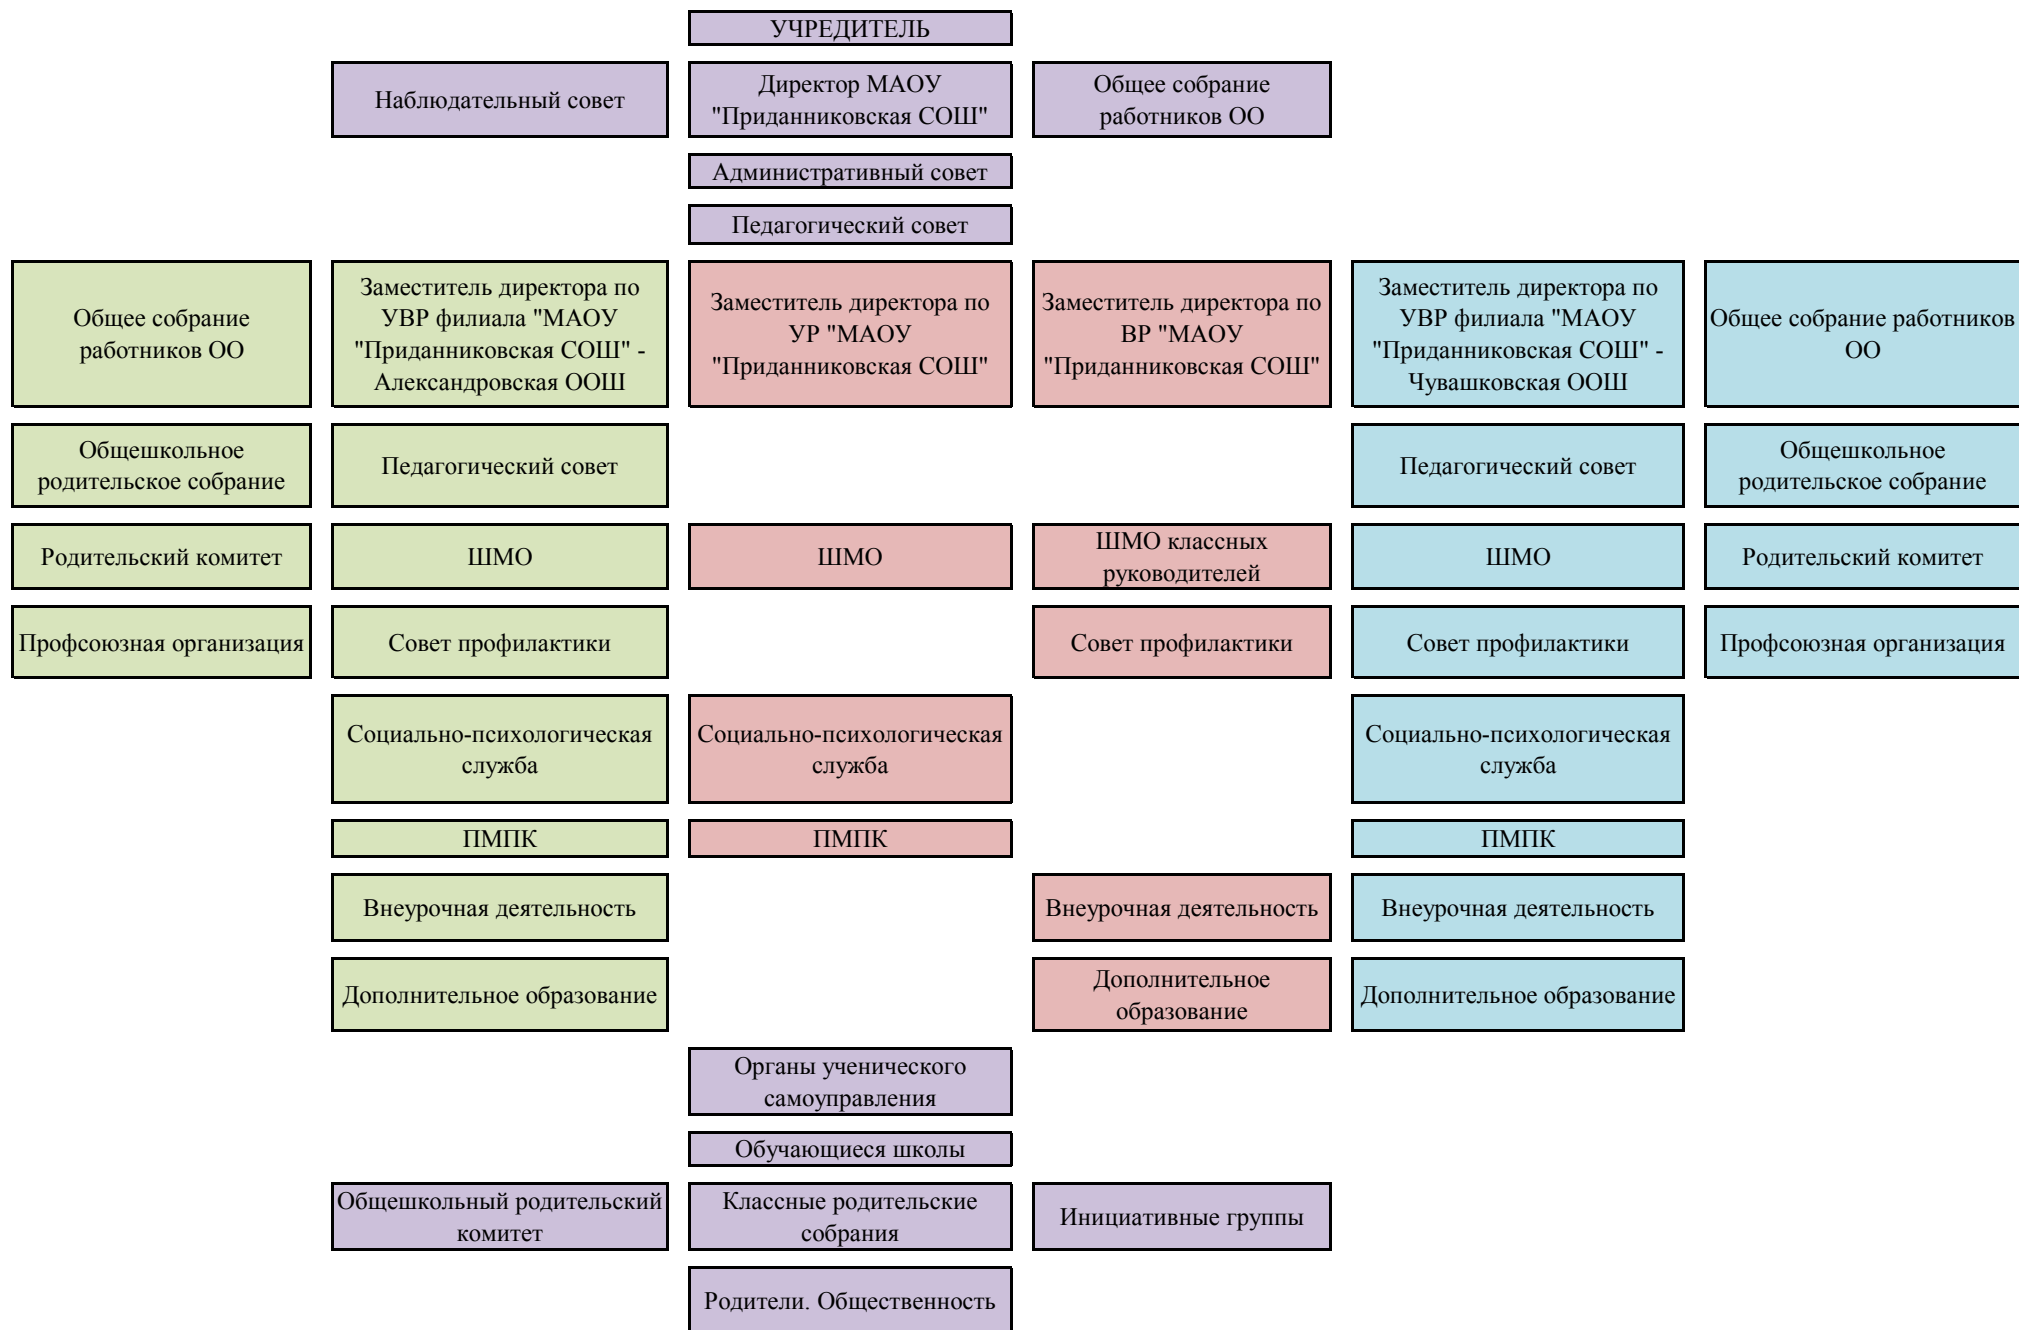 УЧРЕДИТЕЛЬ
Наблюдательный совет
Директор МАОУ
"Приданниковская СОШ"
Общее собрание
работников ОО
Административный совет
Педагогический совет
Общее собрание
работников ОО
Заместитель директора по
УВР филиала "МАОУ
"Приданниковская СОШ" -
Александровская ООШ
Заместитель директора по
УР "МАОУ
"Приданниковская СОШ"
Заместитель директора по
ВР "МАОУ
"Приданниковская СОШ"
Заместитель директора по
УВР филиала "МАОУ
"Приданниковская СОШ" -
Чувашковская ООШ
Общее собрание работников
ОО
Общешкольное
родительское собрание
Педагогический совет
Педагогический совет
Общешкольное
родительское собрание
Родительский комитет
ШМО
ШМО
ШМО классных
руководителей
ШМО
Родительский комитет
Профсоюзная организация
Совет профилактики
Совет профилактики
Совет профилактики
Профсоюзная организация
Социально-психологическая
служба
Социально-психологическая
служба
Социально-психологическая
служба
ПМПК
ПМПК
ПМПК
Внеурочная деятельность
Внеурочная деятельность
Внеурочная деятельность
Дополнительное образование
Дополнительное
образование
Дополнительное образование
Органы ученического
самоуправления
Обучающиеся школы
Общешкольный родительский
комитет
Классные родительские
собрания
Инициативные группы
Родители. Общественность